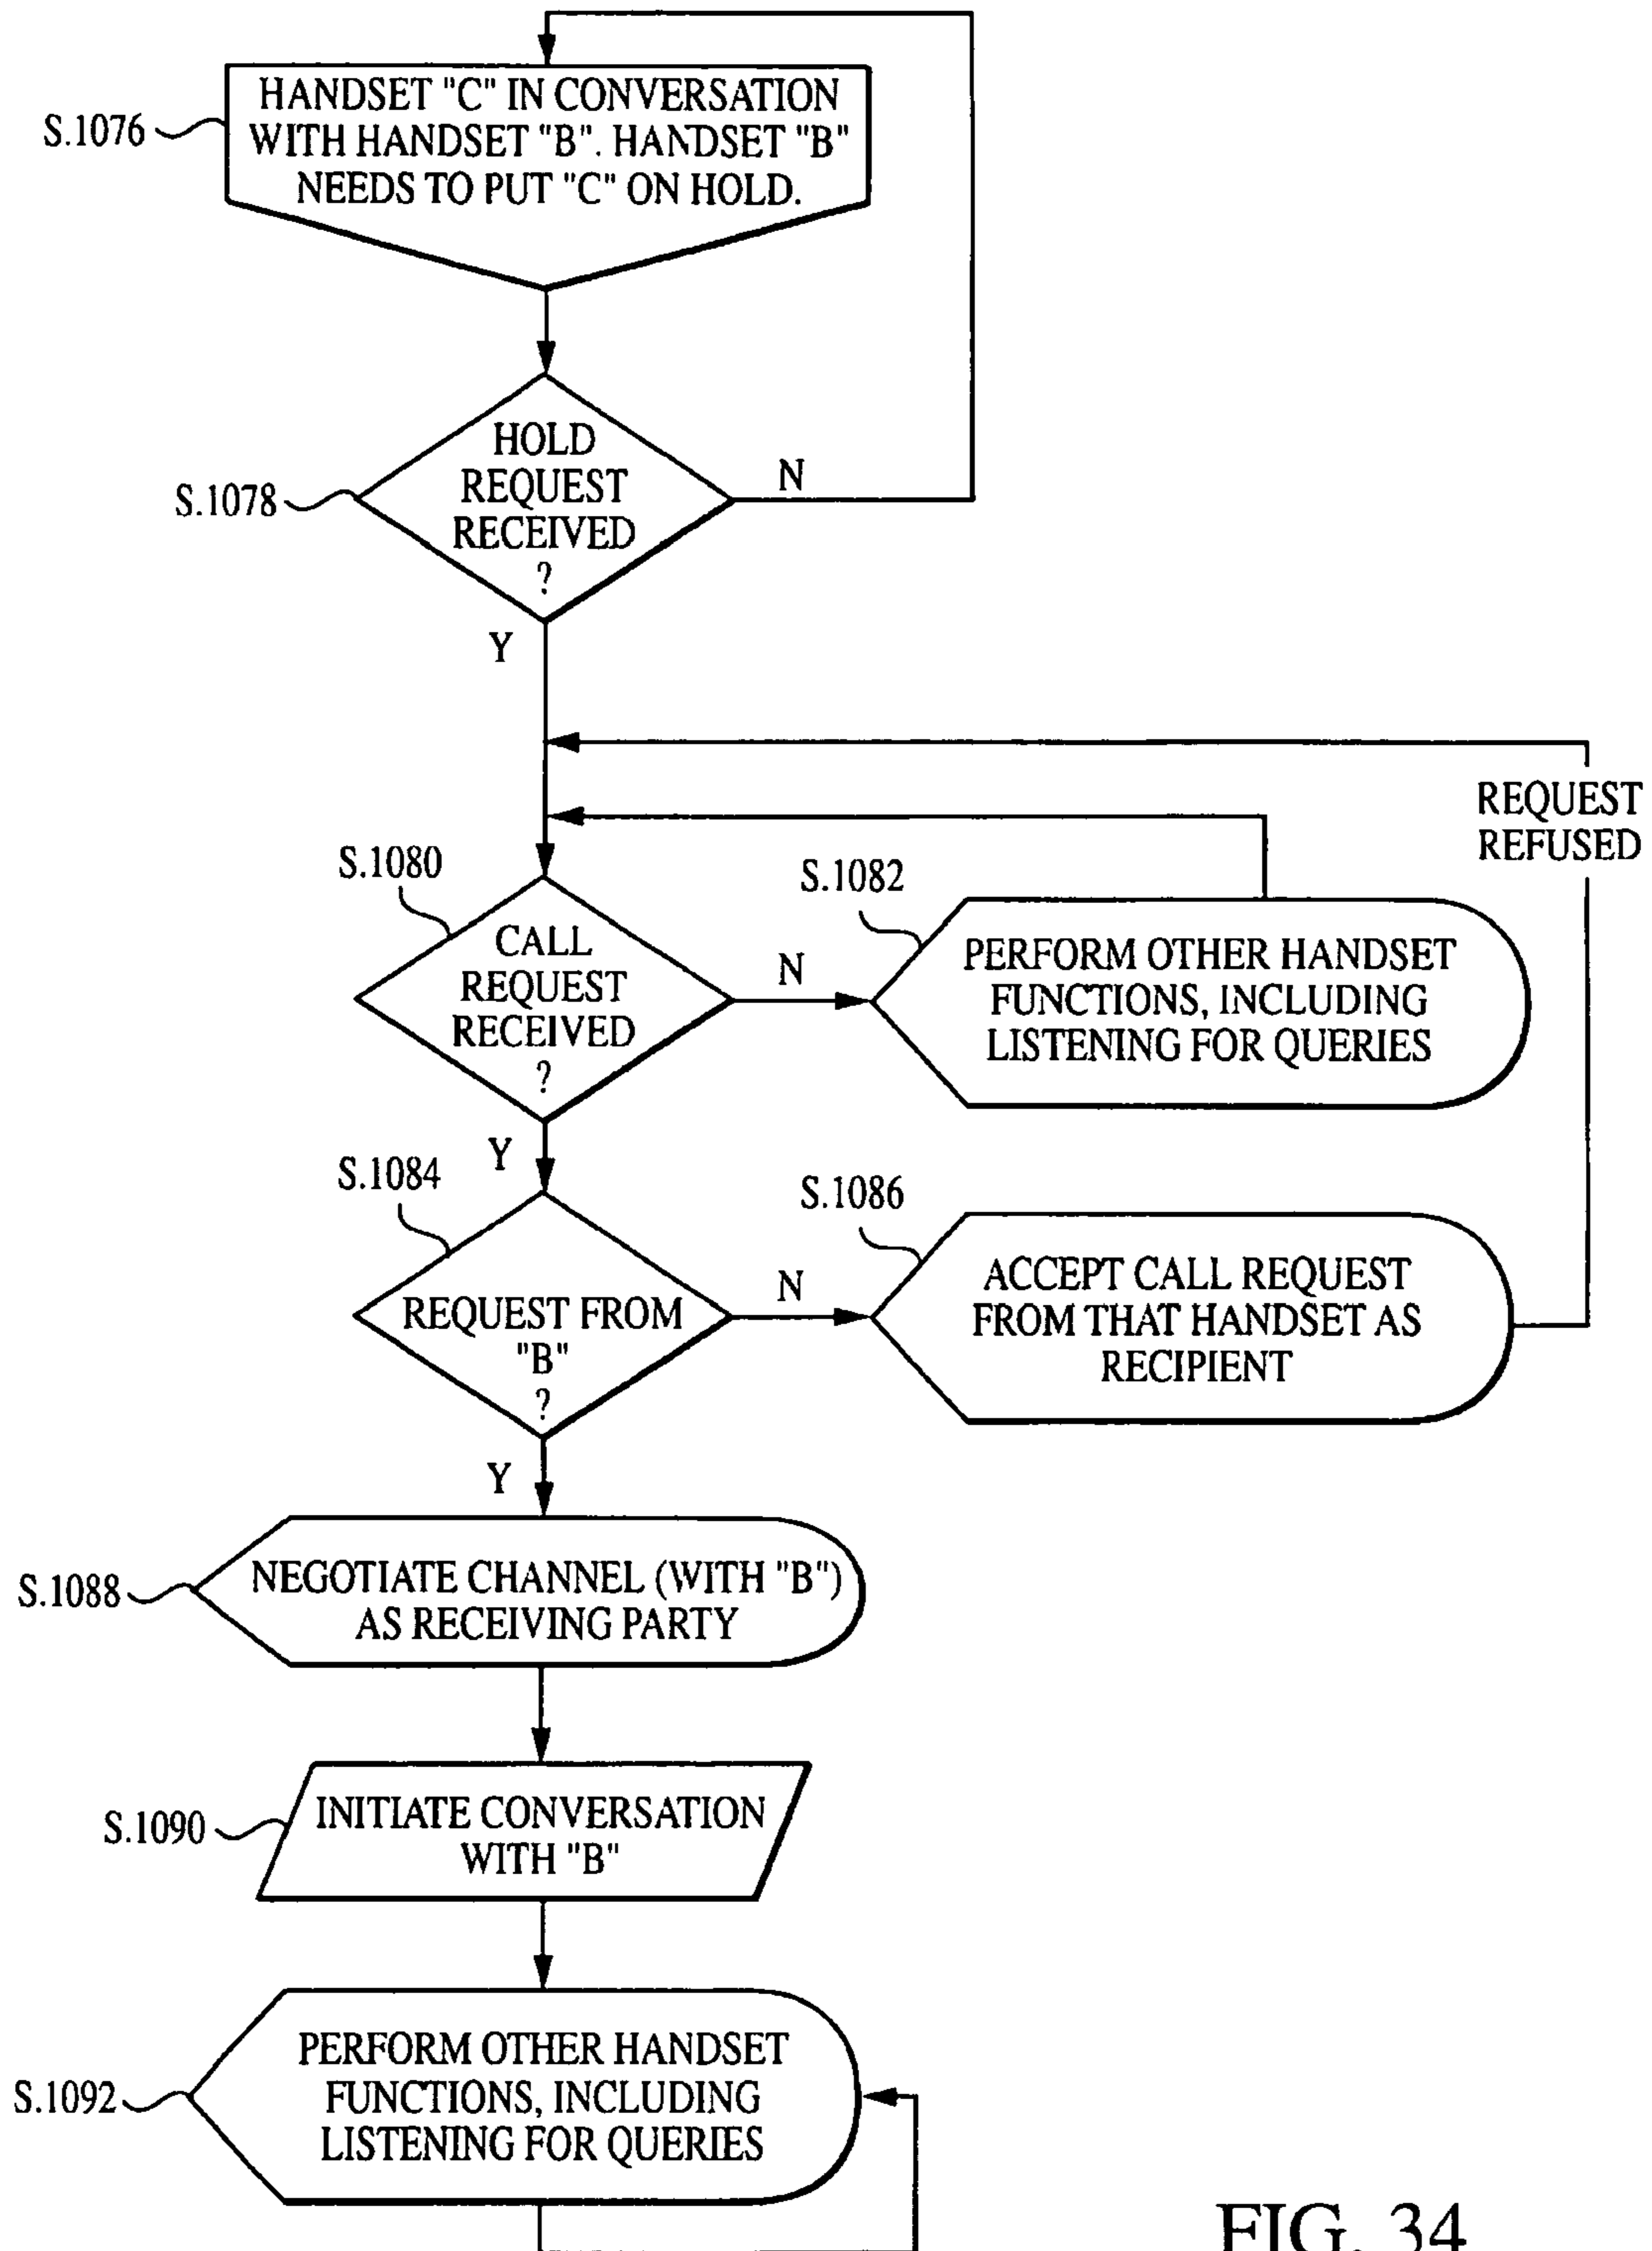 HANDSET "C" IN CONVERSATION
WITH HANDSET "B". HANDSET "B"
NEEDS TO PUT "C" ON HOLD.
S.1076
HOLD
REQUEST
RECEIVED
?
N
S.1078
Y
REQUEST
REFUSED
S.1080
CALL
REQUEST
RECEIVED
?
N
S.1082
PERFORM OTHER HANDSET
FUNCTIONS, INCLUDING
LISTENING FOR QUERIES
Y
S.1084
REQUEST FROM
"B"
?
N
S.1086
ACCEPT CALL REQUEST
FROM THAT HANDSET AS
RECIPIENT
Y
S.1088
NEGOTIATE CHANNEL (WITH "B")
AS RECEIVING PARTY
S.1090
INITIATE CONVERSATION
WITH "B"
S.1092
PERFORM OTHER HANDSET
FUNCTIONS, INCLUDING
LISTENING FOR QUERIES
FIG. 34